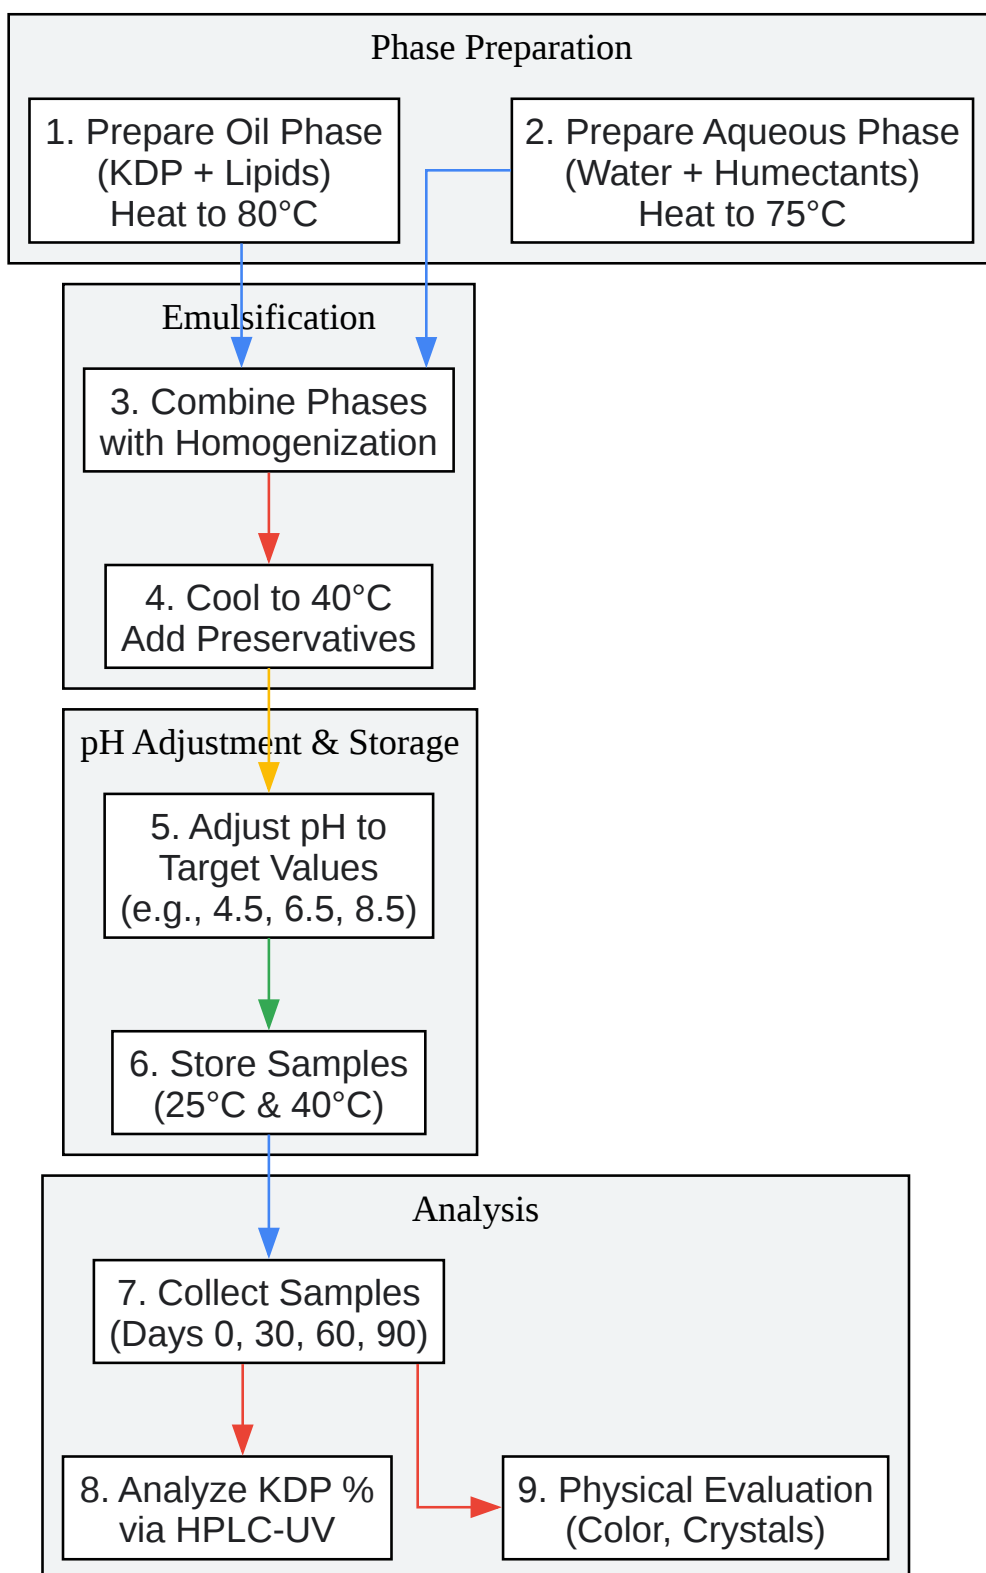 Phase Preparation
1. Prepare Oil Phase
(KDP + Lipids)
Heat to 80°C
2. Prepare Aqueous Phase
(Water + Humectants)
Heat to 75°C
Emulsification
3. Combine Phases
with Homogenization
4. Cool to 40°C
Add Preservatives
pH Adjustment & Storage
5. Adjust pH to
Target Values
(e.g., 4.5, 6.5, 8.5)
6. Store Samples
(25°C & 40°C)
Analysis
7. Collect Samples
(Days 0, 30, 60, 90)
8. Analyze KDP %
via HPLC-UV
9. Physical Evaluation
(Color, Crystals)